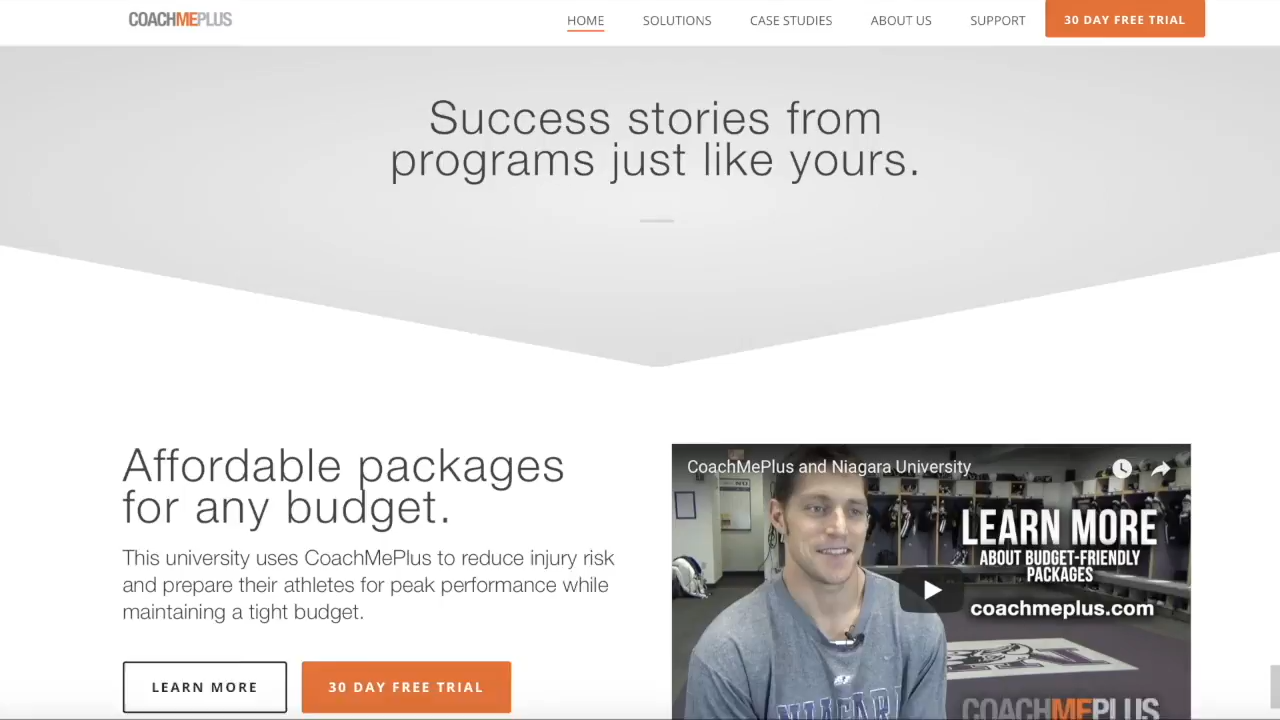 COACHMEPLUS
HOME
SOLUTIONS
CASE STUDIES
ABOUT US
SUPPORT
30 DAY FREE TRIAL
Success stories from
programs just like yours.
Affordable packages
for any budget.
This university uses CoachMePlus to reduce injury risk
and prepare their athletes for peak performance while
maintaining a tight budget.
LEARN MORE
30 DAY FREE TRIAL
CoachMePlus and Niagara University
LEARN MORE
ABOUT BUDGET-FRIENDLY
PACKAGES
coachmeplus.com
COACHMEPLUS
NIAGARA